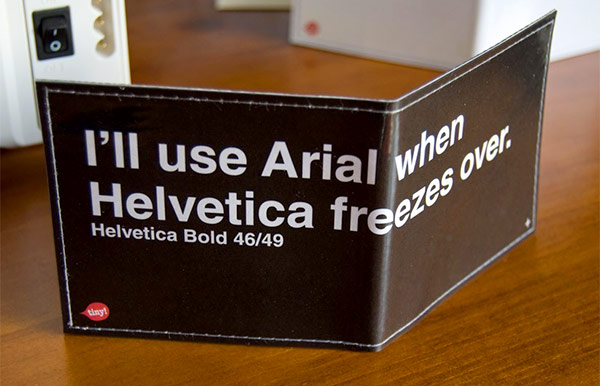 I'll use Arial when
Helvetica freezes over.
Helvetica Bold 46/49
tiny!